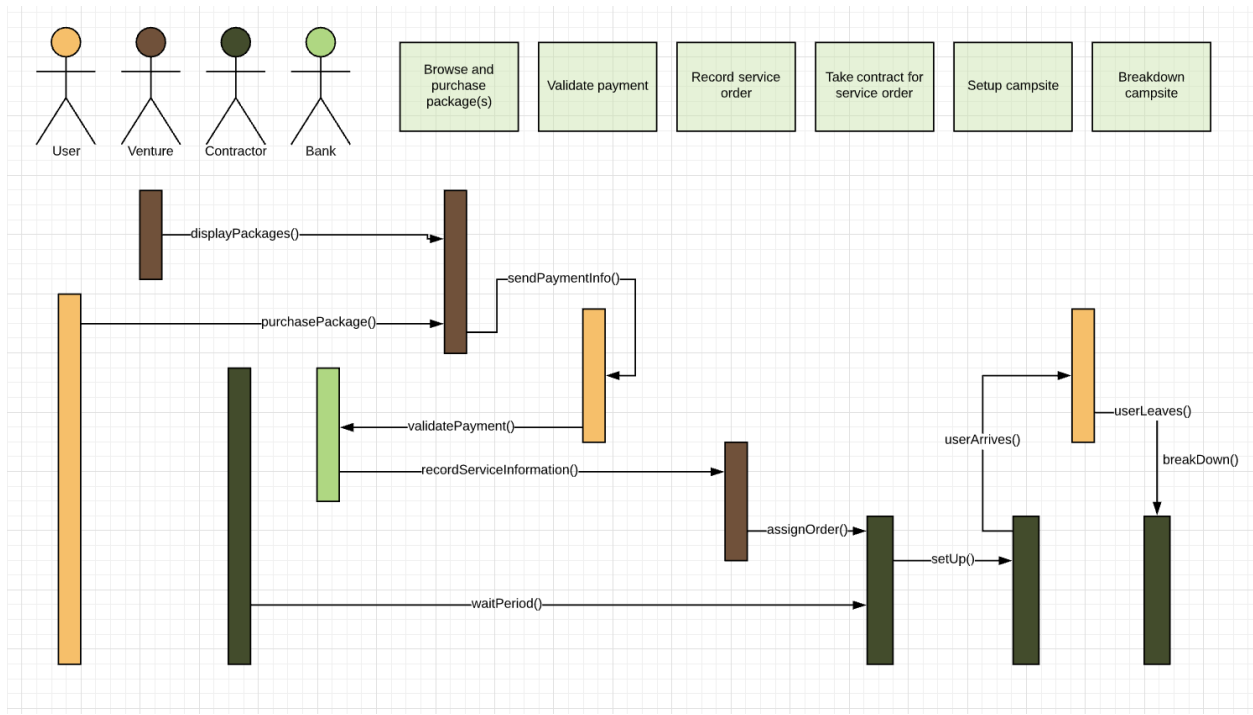 User
Venture
Contractor
Bank
Browse and
purchase
package(s)
Validate payment
Record service
order
Take contract for
service order
Setup campsite
Breakdown
campsite
displayPackages()
sendPaymentInfo()
purchasePackage()
validatePayment()
recordServiceInformation()
assignOrder()
setUp()
waitPeriod()
userArrives()
userLeaves()
breakDown()